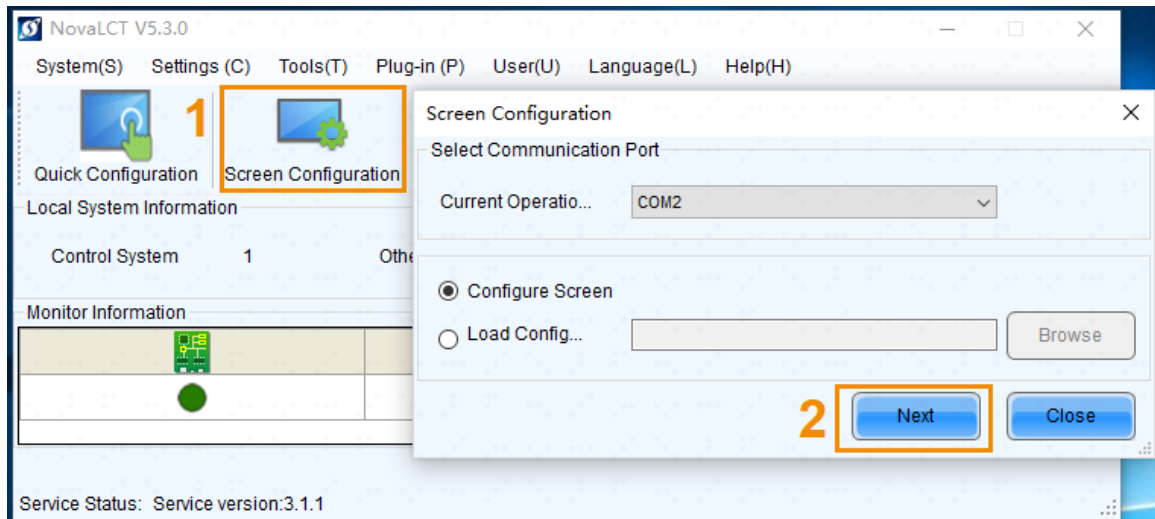 NovaLCT V5.3.0
System(S) Settings (C) Tools(T) Plug-in (P) User(U) Language(L) Help(H)
1
Quick Configuration
Screen Configuration
Local System Information
Control System 1 Othe
Monitor Information
Service Status: Service version:3.1.1
Screen Configuration
Select Communication Port
Current Operatio... COM2
Configure Screen
Load Config... Browse
2 Next Close